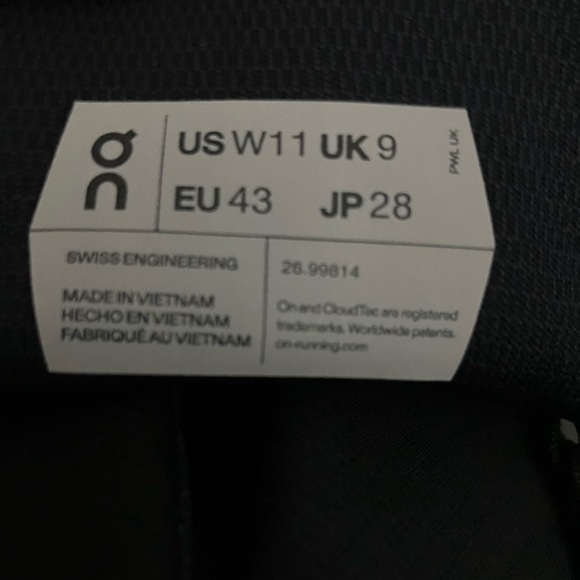 on
US W11 UK 9
EU 43 JP 28
PWL UK
SWISS ENGINEERING
MADE IN VIETNAM
HECHO EN VIETNAM
FABRIQUÉ AU VIETNAM
26.99814
On and CloudTec are registered
trademarks. Worldwide patents.
on-running.com